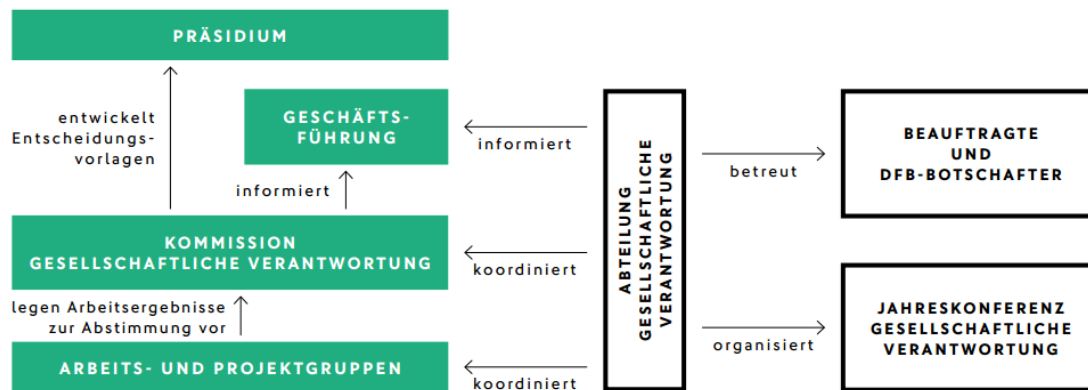 PRÄSIDIUM
entwickelt
Entscheidungs-
vorlagen
GESCHÄFTS-
FÜHRUNG
informiert
informiert
KOMMISSION
GESELLSCHAFTLICHE VERANTWORTUNG
koordiniert
legen Arbeitsergebnisse
zur Abstimmung vor
ARBEITS- UND PROJEKTGRUPPEN
koordiniert
ABTEILUNG
GESELLSCHAFTLICHE
VERANTWORTUNG
betreut
BEAUFTRAGTE
UND
DFB-BOTSCHAFTER
organisiert
JAHRESKONFERENZ
GESELLSCHAFTLICHE
VERANTWORTUNG